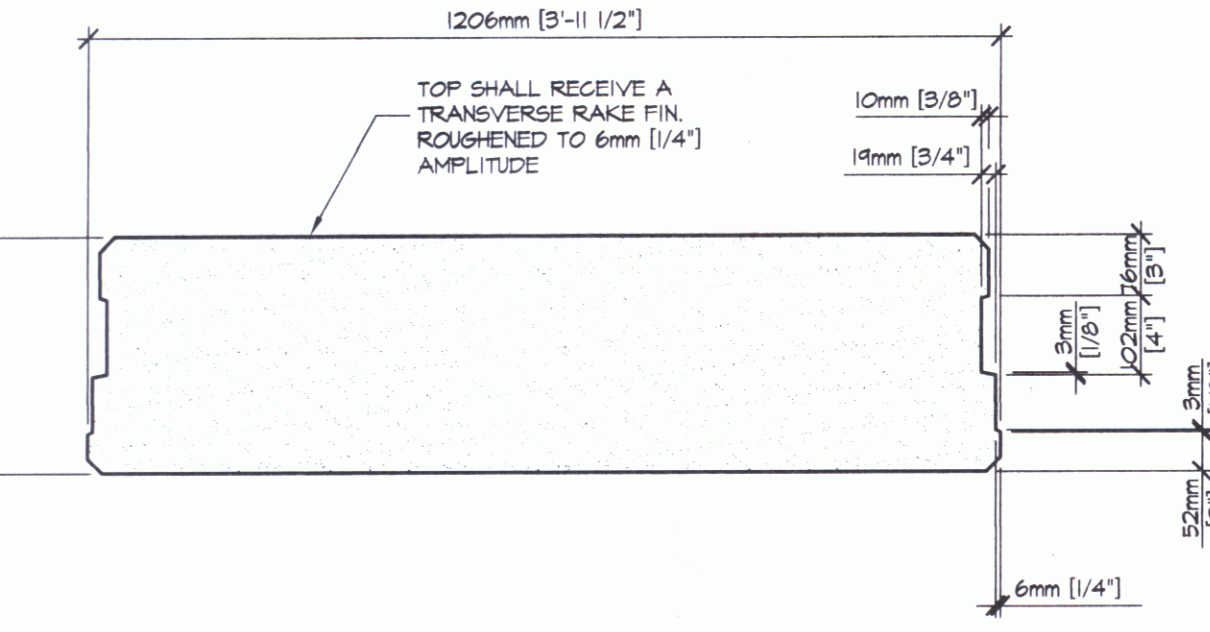 1206mm [3'-11 1/2"]
TOP SHALL RECEIVE A
TRANSVERSE RAKE FIN.
ROUGHENED TO 6mm [1/4"]
AMPLITUDE
10mm [3/8"]
19mm [3/4"]
76mm
[3"]
102mm
[4"]
3mm
[1/8"]
3mm
52mm
6mm [1/4"]